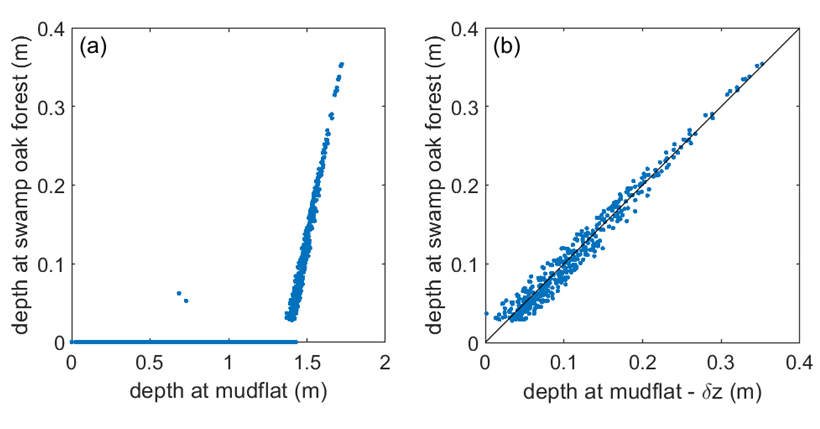 (a)
depth at swamp oak forest (m)
0.4
0.3
0.2
0.1
0
0 0.5 1 1.5 2
depth at mudflat (m)
(b)
depth at swamp oak forest (m)
0.4
0.3
0.2
0.1
0
0 0.1 0.2 0.3 0.4
depth at mudflat - δz (m)